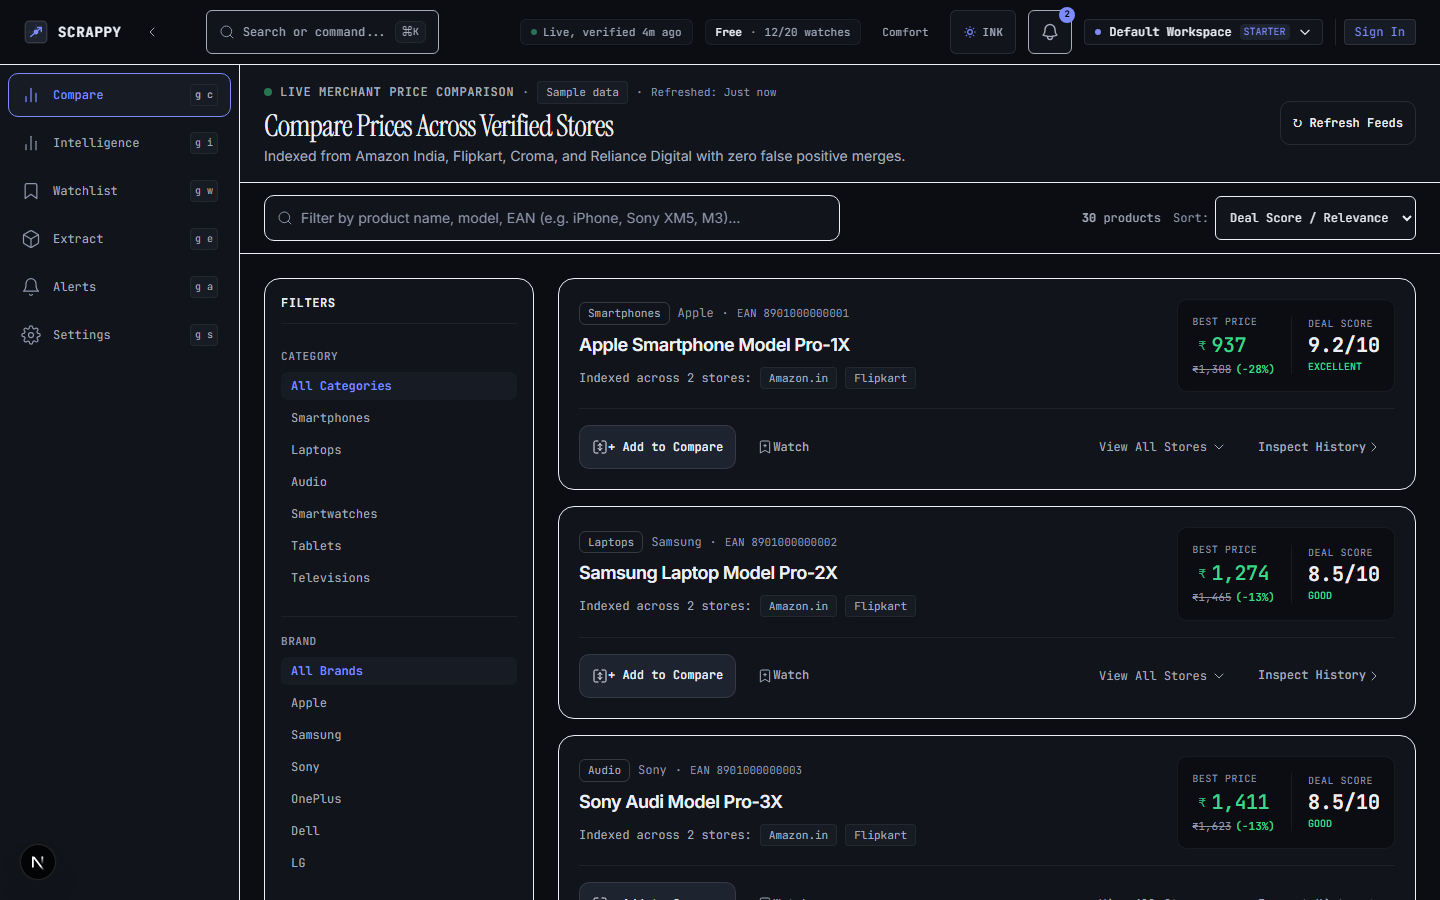 SCRAPPY
Search or command... ⌘K
Live, verified 4m ago
Free · 12/20 watches
Comfort
INK
2
Default Workspace STARTER
Sign In
Compare g c
Intelligence g i
Watchlist g w
Extract g e
Alerts g a
Settings g s
LIVE MERCHANT PRICE COMPARISON · Sample data · Refreshed: Just now
Compare Prices Across Verified Stores
Indexed from Amazon India, Flipkart, Croma, and Reliance Digital with zero false positive merges.
↻ Refresh Feeds
Filter by product name, model, EAN (e.g. iPhone, Sony XM5, M3)...
30 products Sort: Deal Score / Relevance
FILTERS
CATEGORY
All Categories
Smartphones
Laptops
Audio
Smartwatches
Tablets
Televisions
BRAND
All Brands
Apple
Samsung
Sony
OnePlus
Dell
LG
Smartphones Apple · EAN 8901000000001
Apple Smartphone Model Pro-1X
Indexed across 2 stores: Amazon.in Flipkart
BEST PRICE
₹ 937
₹1,308 (-28%)
DEAL SCORE
9.2/10
EXCELLENT
+ Add to Compare
Watch
View All Stores
Inspect History
Laptops Samsung · EAN 8901000000002
Samsung Laptop Model Pro-2X
Indexed across 2 stores: Amazon.in Flipkart
BEST PRICE
₹ 1,274
₹1,465 (-13%)
DEAL SCORE
8.5/10
GOOD
+ Add to Compare
Watch
View All Stores
Inspect History
Audio Sony · EAN 8901000000003
Sony Audi Model Pro-3X
Indexed across 2 stores: Amazon.in Flipkart
BEST PRICE
₹ 1,411
₹1,623 (-13%)
DEAL SCORE
8.5/10
GOOD
N